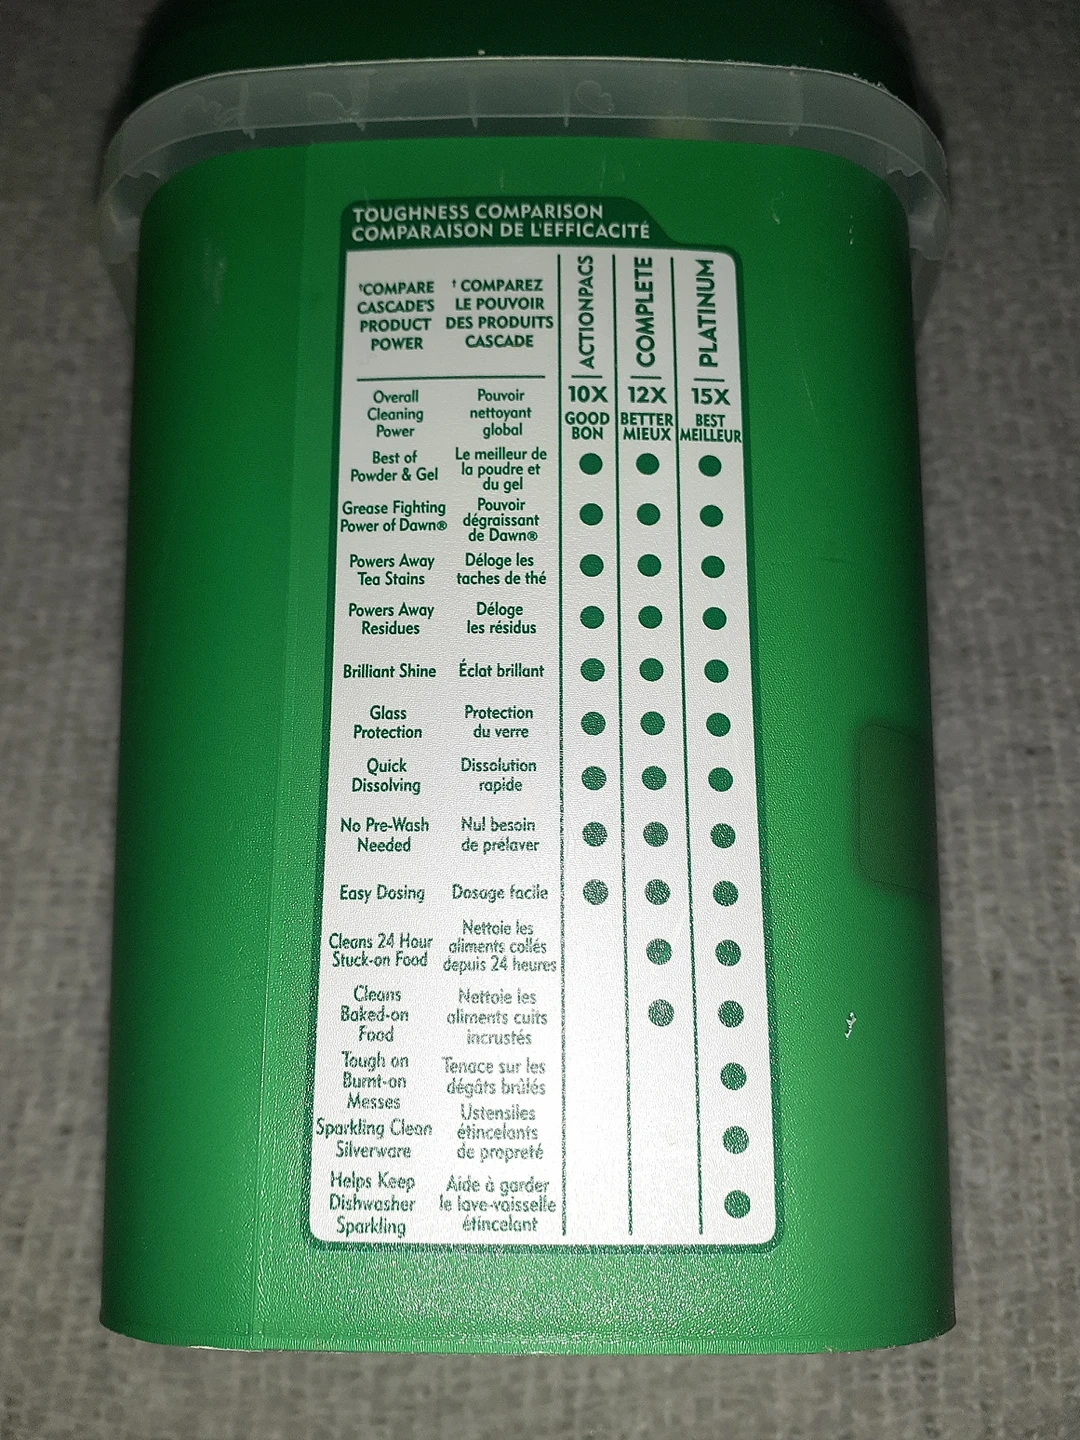 TOUGHNESS COMPARISON
COMPARAISON DE L'EFFICACITÉ
†COMPARE
CASCADE'S
PRODUCT
POWER
† COMPAREZ
LE POUVOIR
DES PRODUITS
CASCADE
ACTIONPACS
COMPLETE
PLATINUM
Overall
Cleaning
Power
Pouvoir
nettoyant
global
10X
GOOD
BON
12X
BETTER
MIEUX
15X
BEST
MEILLEUR
Best of
Powder & Gel
Le meilleur de
la poudre et
du gel
Grease Fighting
Power of Dawn®
Pouvoir
dégraissant
de Dawn®
Powers Away
Tea Stains
Déloge les
taches de thé
Powers Away
Residues
Déloge
les résidus
Brilliant Shine
Éclat brillant
Glass
Protection
Protection
du verre
Quick
Dissolving
Dissolution
rapide
No Pre-Wash
Needed
Nul besoin
de prélaver
Easy Dosing
Dosage facile
Cleans 24 Hour
Stuck-on Food
Nettoie les
aliments collés
depuis 24 heures
Cleans
Baked-on
Food
Nettoie les
aliments cuits
incrustés
Tough on
Burnt-on
Messes
Tenace sur les
dégâts brûlés
Sparkling Clean
Silverware
Ustensiles
étincelants
de propreté
Helps Keep
Dishwasher
Sparkling
Aide à garder
le lave-vaisselle
étincelant